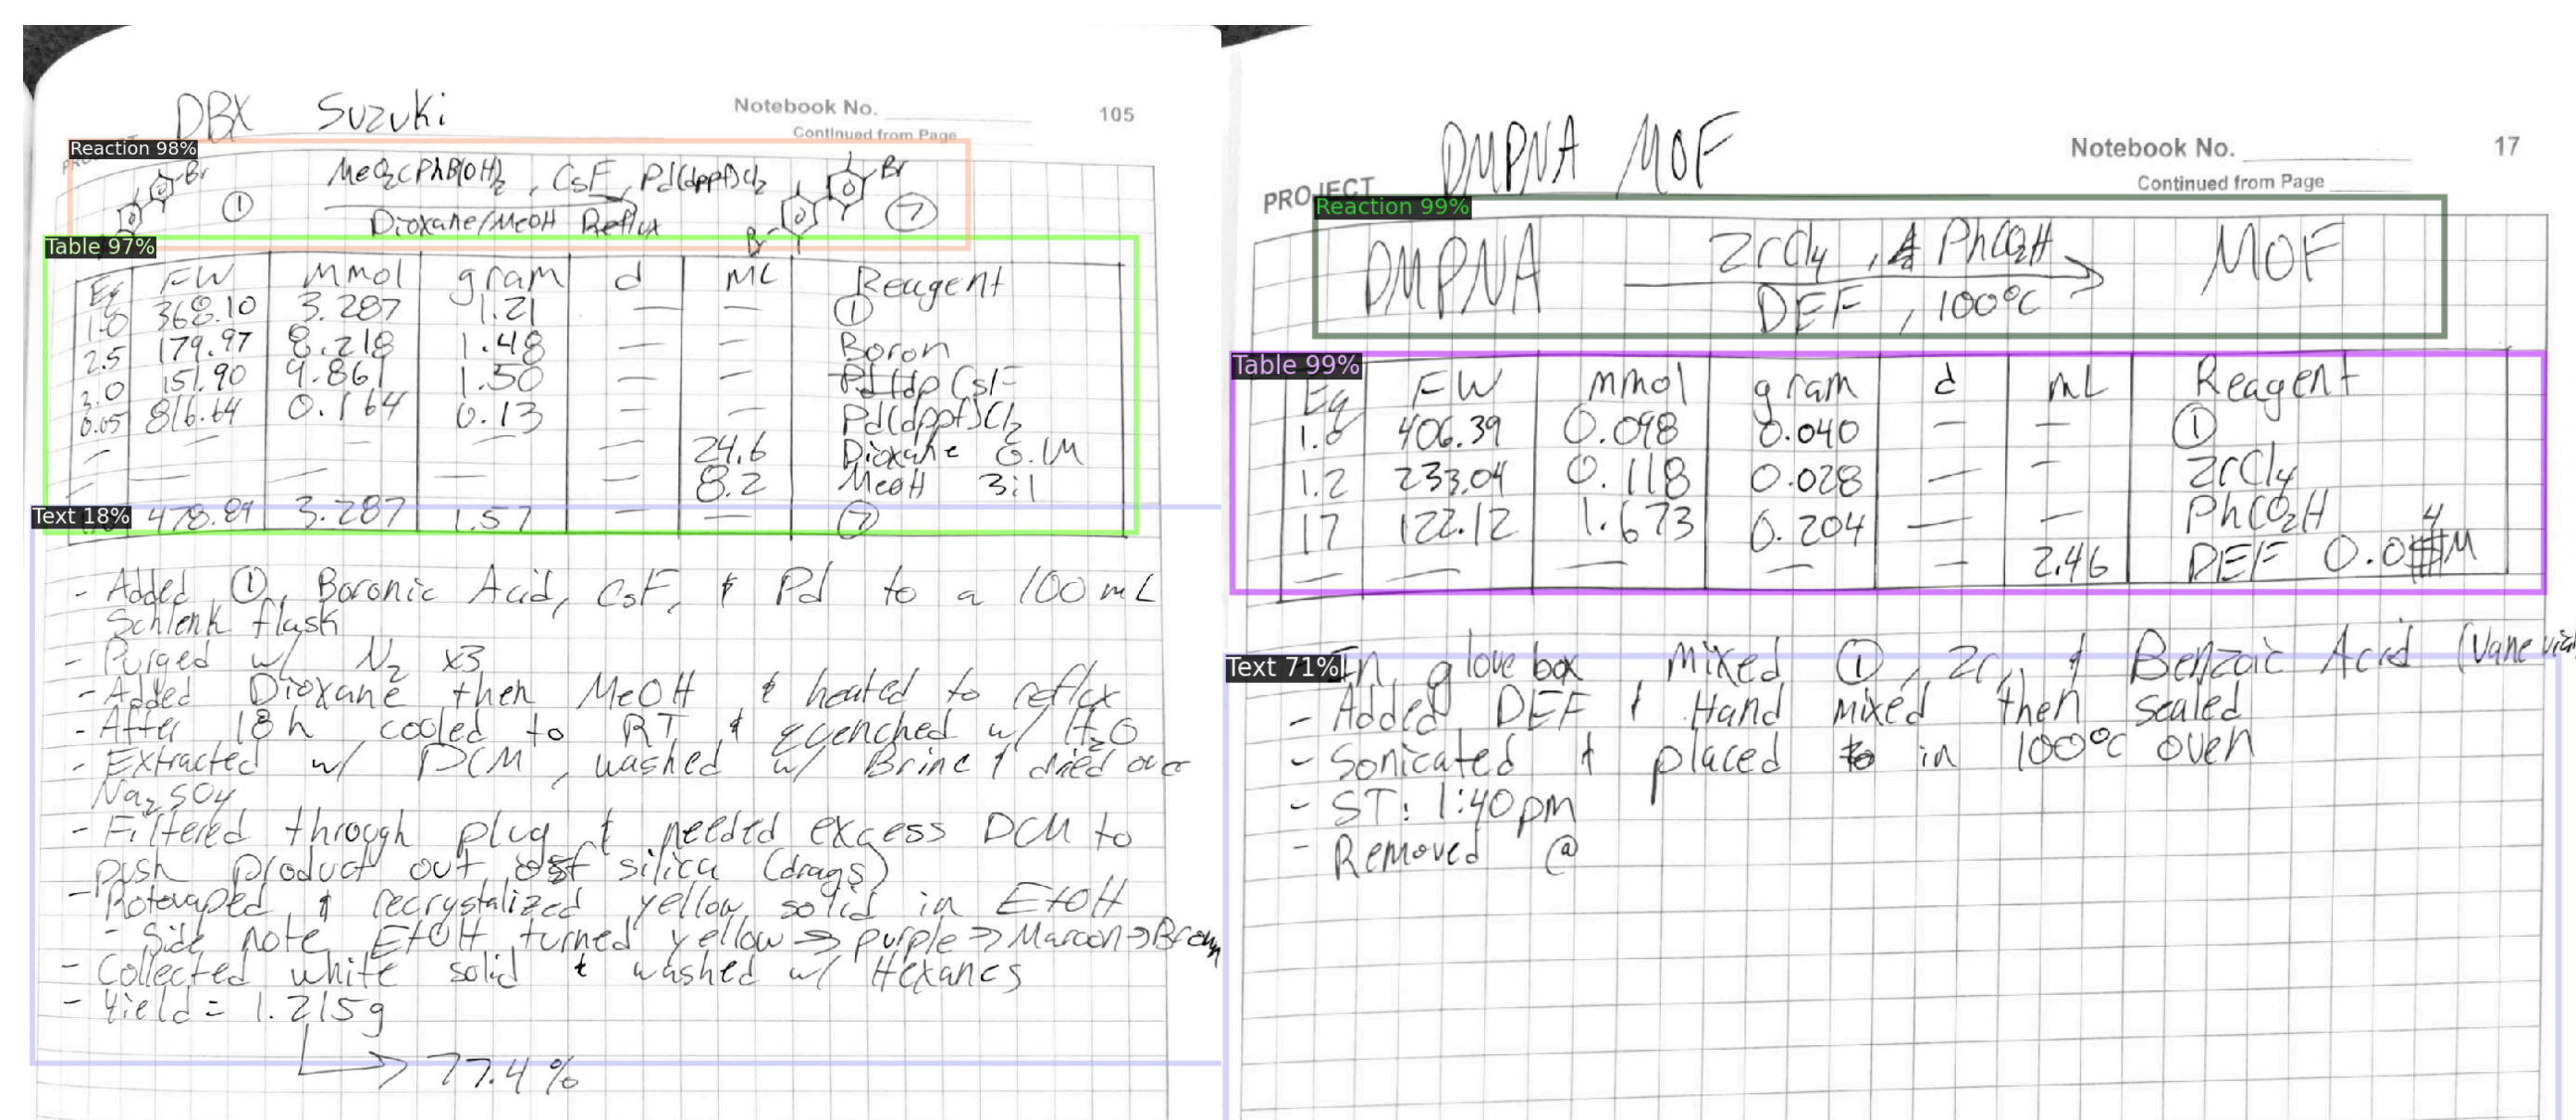 DBX Suzuki
Notebook No.
105
Continued from Page
Reaction 98%
Br
①
MeO2CPhB(OH)2, CsF, Pd(dppf)Cl2
Dioxane/MeOH Reflux
Br
Br
⑦
Table 97%
Eq FW Mmol gram d ML Reagent
1.0 368.10 3.287 1.21 — — ①
2.5 179.97 8.218 1.48 — — Boron
3.0 151.90 9.861 1.50 — — CsF
0.05 816.64 0.164 0.13 — — Pd(dppf)Cl2
— — — — — 24.6 Dioxane 0.1M
— — — — — 8.2 MeOH 3:1
Text 18%
478.89 3.287 1.57 — — ⑦
- Added ①, Boronic Acid, CsF, & Pd to a 100 mL
Schlenk flask
- Purged w/ N2 x3
- Added Dioxane then MeOH & heated to reflux
- After 18h cooled to RT & quenched w/ H2O
- Extracted w/ DCM, washed w/ Brine & dried over
Na2SO4
- Filtered through plug & needed excess DCM to
push product out of silica (drags)
- Rotovaped & recrystalized yellow solid in EtOH
- Side note EtOH turned yellow → purple → Maroon → Brown
- Collected white solid & washed w/ Hexanes
- Yield = 1.215g
→ 77.4%
DMPNA MOF
Notebook No.
17
PROJECT
Continued from Page
Reaction 99%
DMPNA
ZrCl4, PhCO2H
DEF, 100°C
MOF
Table 99%
Eq FW mmol gram d mL Reagent
1.0 406.39 0.098 0.040 — — ①
1.2 233.04 0.118 0.028 — — ZrCl4
17 122.12 1.673 0.204 — — PhCO2H
— — — — — 2.46 DEF 0.04M
Text 71%
In glovebox, mixed ①, Zr, & Benzoic Acid (Vane vial
- Added DEF & Hand mixed then sealed
- Sonicated & placed in 100°C oven
- ST: 1:40pm
- Removed @